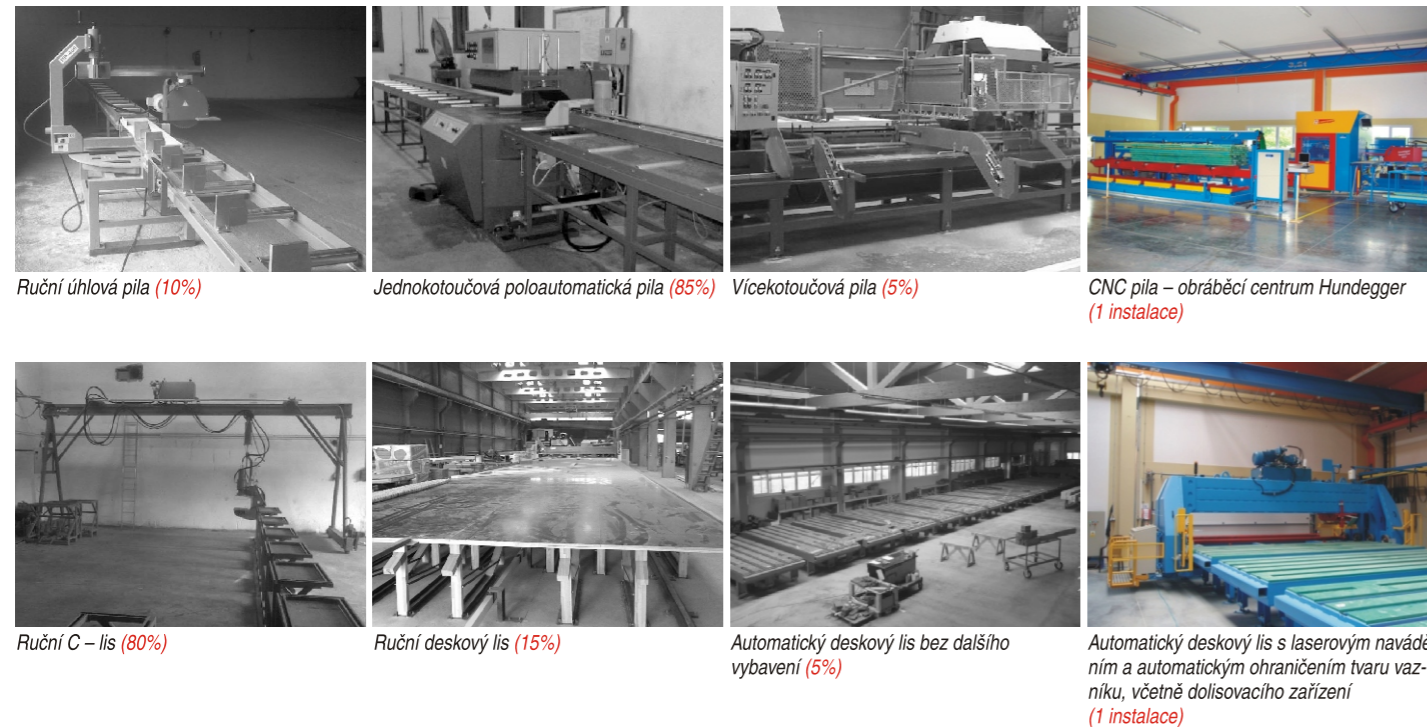 Ruční úhlová pila (10%)
Jednokotoučová poloautomatická pila (85%)
Vícekotoučová pila (5%)
CNC pila – obráběcí centrum Hundegger
(1 instalace)
Ruční C – lis (80%)
Ruční deskový lis (15%)
Automatický deskový lis bez dalšího
vybavení (5%)
Automatický deskový lis s laserovým navádě
ním a automatickým ohraničením tvaru vaz-
níku, včetně dolisovacího zařízení
(1 instalace)